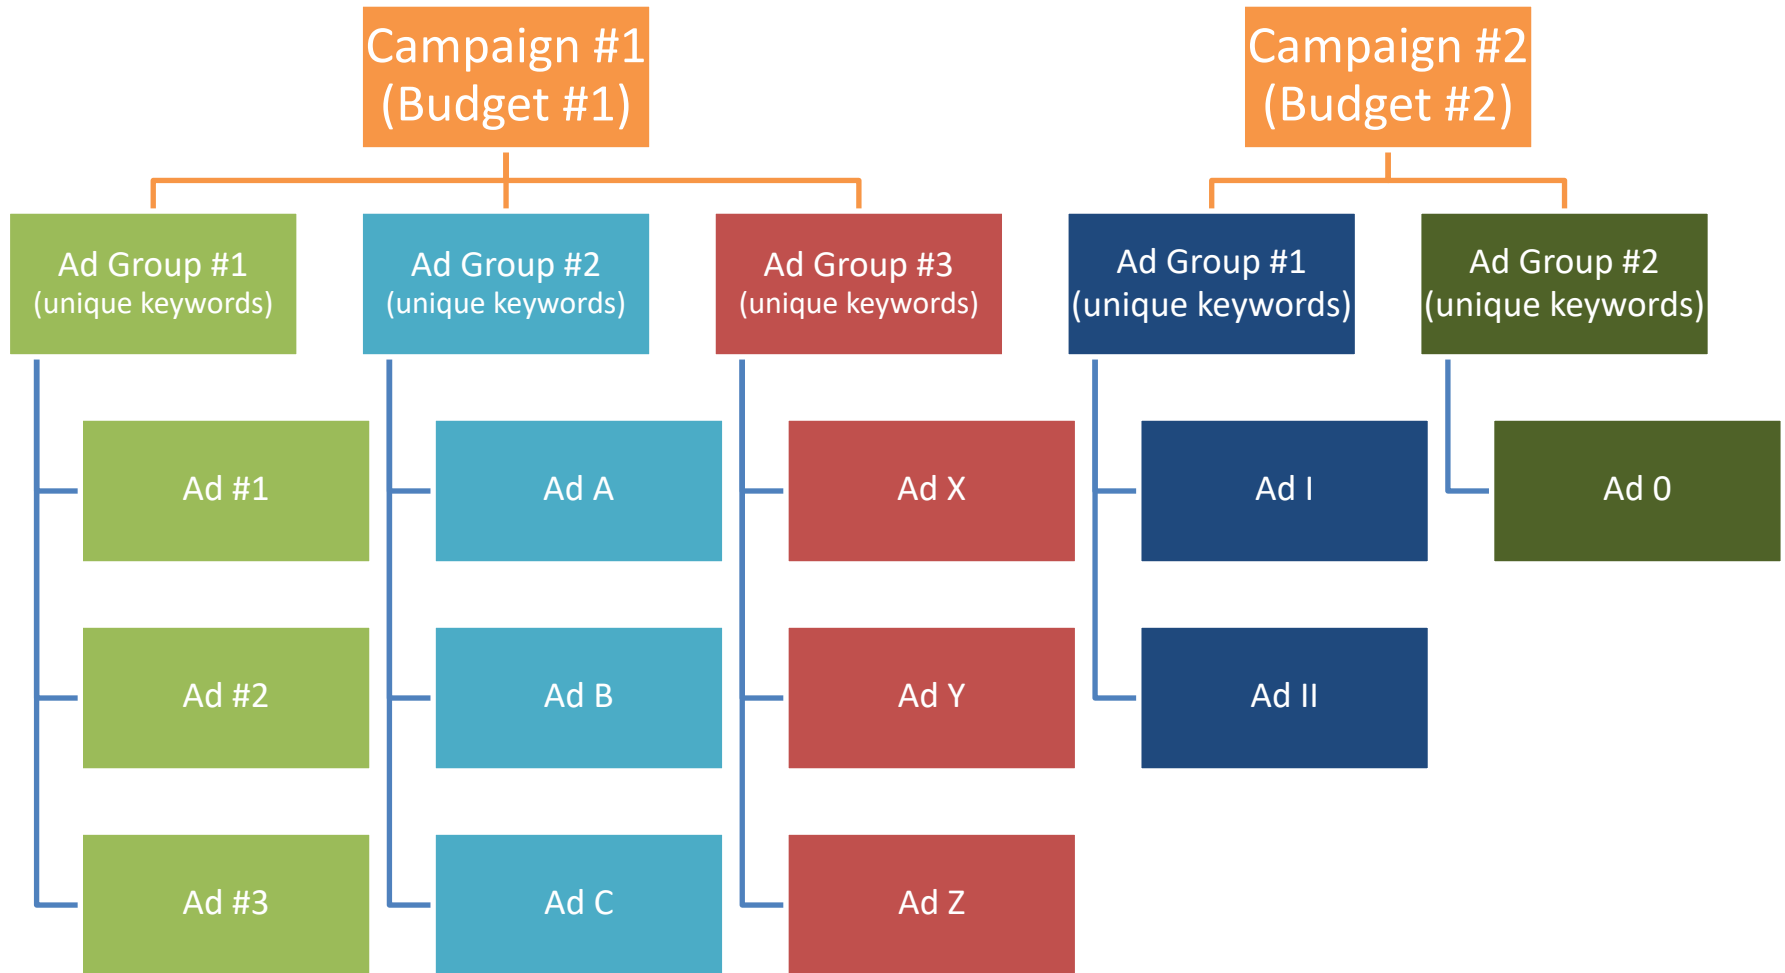 Campaign #1
(Budget #1)
Campaign #2
(Budget #2)
Ad Group #1
(unique keywords)
Ad Group #2
(unique keywords)
Ad Group #3
(unique keywords)
Ad Group #1
(unique keywords)
Ad Group #2
(unique keywords)
Ad #1
Ad A
Ad X
Ad I
Ad 0
Ad #2
Ad B
Ad Y
Ad II
Ad #3
Ad C
Ad Z